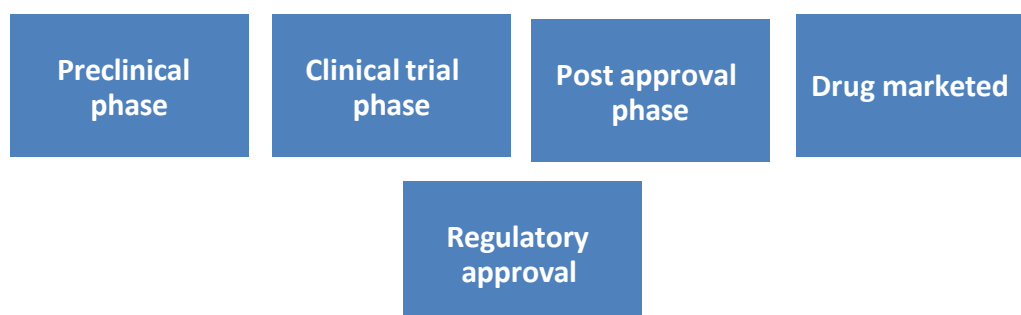 Preclinical
phase
Clinical trial
phase
Post approval
phase
Drug marketed
Regulatory
approval